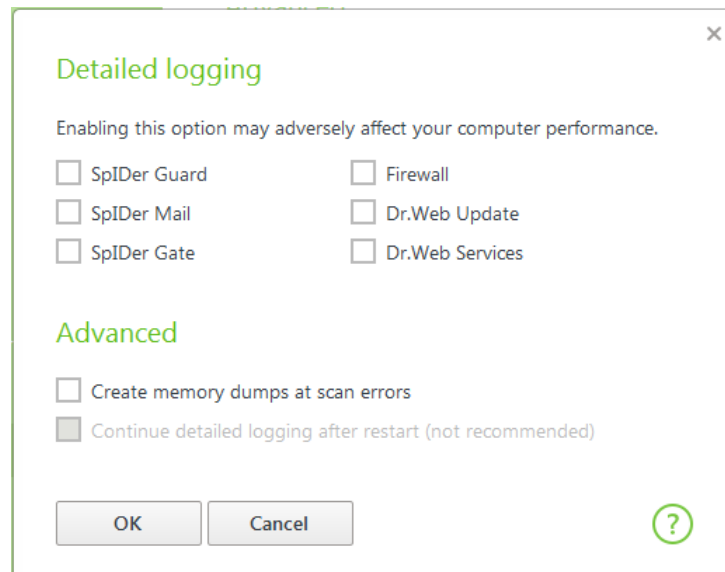 Detailed logging
Enabling this option may adversely affect your computer performance.
SpIDer Guard
Firewall
SpIDer Mail
Dr.Web Update
SpIDer Gate
Dr.Web Services
Advanced
Create memory dumps at scan errors
Continue detailed logging after restart (not recommended)
OK
Cancel
?